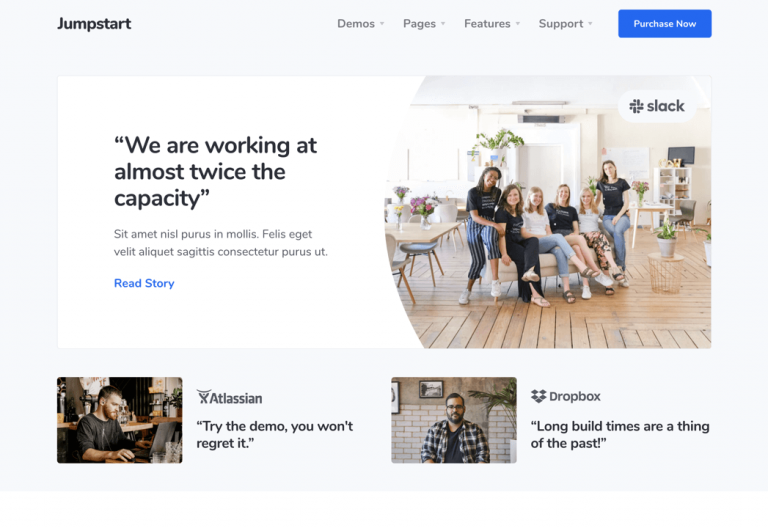 Jumpstart
Demos
Pages
Features
Support
Purchase Now
slack
“We are working at
almost twice the
capacity”
Sit amet nisl purus in mollis. Felis eget
velit aliquet sagittis consectetur purus ut.
Read Story
Atlassian
“Try the demo, you won't
regret it.”
Dropbox
“Long build times are a thing
of the past!”